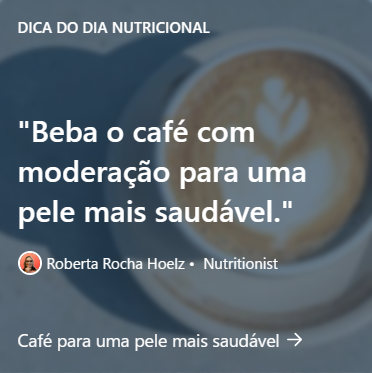 DICA DO DIA NUTRICIONAL
"Beba o café com
moderação para uma
pele mais saudável."
Roberta Rocha Hoelz • Nutritionist
Café para uma pele mais saudável →